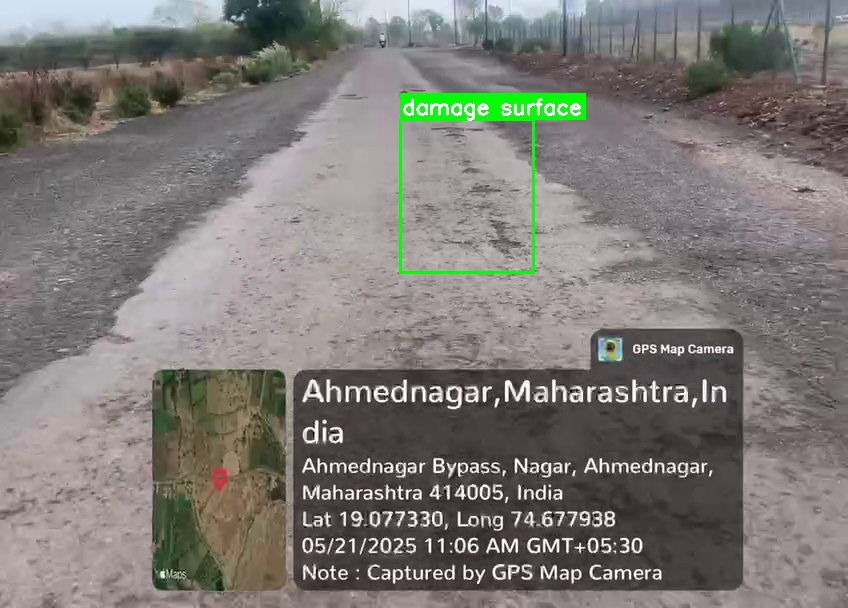 damage surface
GPS Map Camera
Ahmednagar,Maharashtra,In
dia
Ahmednagar Bypass, Nagar, Ahmednagar,
Maharashtra 414005, India
Lat 19.077330, Long 74.677938
05/21/2025 11:06 AM GMT+05:30
Note : Captured by GPS Map Camera
Maps